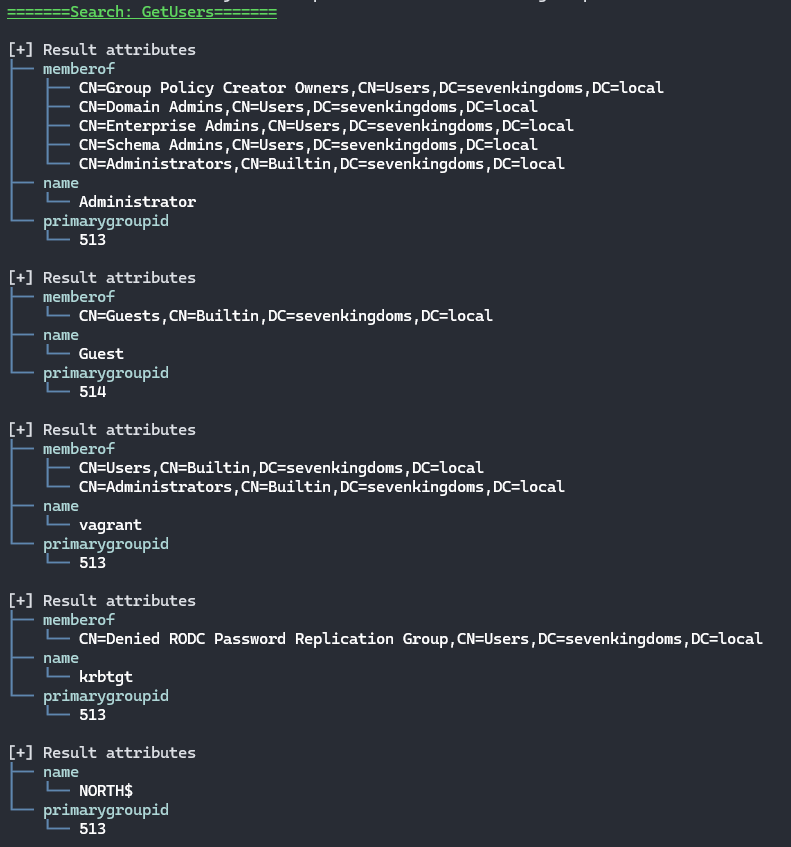 =======Search: GetUsers=======
[+] Result attributes
├── memberof
│   ├── CN=Group Policy Creator Owners,CN=Users,DC=sevenkingdoms,DC=local
│   ├── CN=Domain Admins,CN=Users,DC=sevenkingdoms,DC=local
│   ├── CN=Enterprise Admins,CN=Users,DC=sevenkingdoms,DC=local
│   ├── CN=Schema Admins,CN=Users,DC=sevenkingdoms,DC=local
│   └── CN=Administrators,CN=Builtin,DC=sevenkingdoms,DC=local
├── name
│   └── Administrator
└── primarygroupid
    └── 513
[+] Result attributes
├── memberof
│   └── CN=Guests,CN=Builtin,DC=sevenkingdoms,DC=local
├── name
│   └── Guest
└── primarygroupid
    └── 514
[+] Result attributes
├── memberof
│   ├── CN=Users,CN=Builtin,DC=sevenkingdoms,DC=local
│   └── CN=Administrators,CN=Builtin,DC=sevenkingdoms,DC=local
├── name
│   └── vagrant
└── primarygroupid
    └── 513
[+] Result attributes
├── memberof
│   └── CN=Denied RODC Password Replication Group,CN=Users,DC=sevenkingdoms,DC=local
├── name
│   └── krbtgt
└── primarygroupid
    └── 513
[+] Result attributes
├── name
│   └── NORTH$
└── primarygroupid
    └── 513